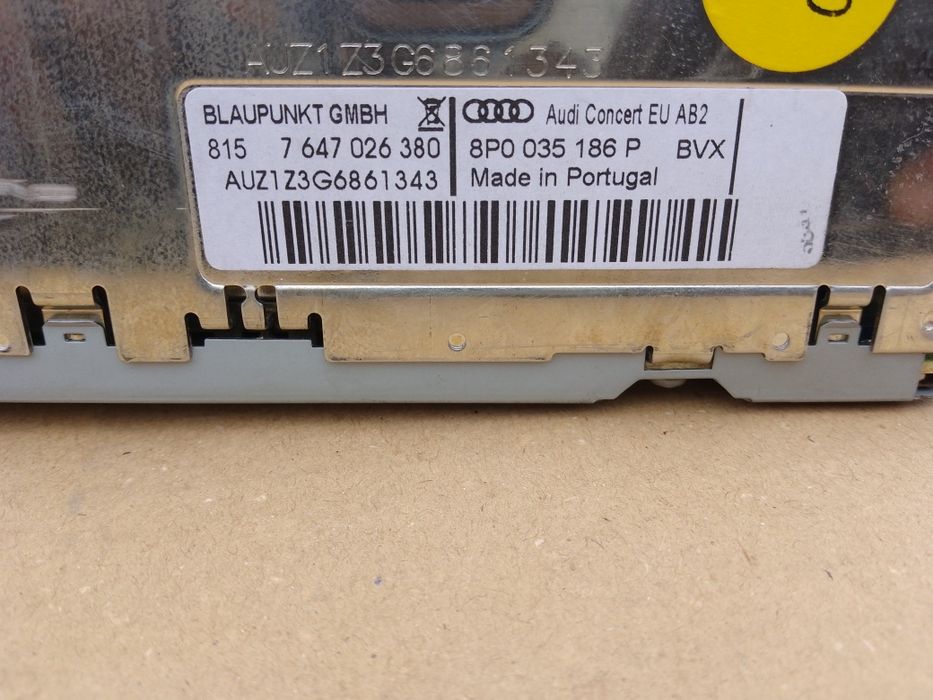 AUZ1Z3G6861343
BLAUPUNKT GMBH
815 7 647 026 380
AUZ1Z3G6861343
Audi Concert EU AB2
8P0 035 186 P BVX
Made in Portugal